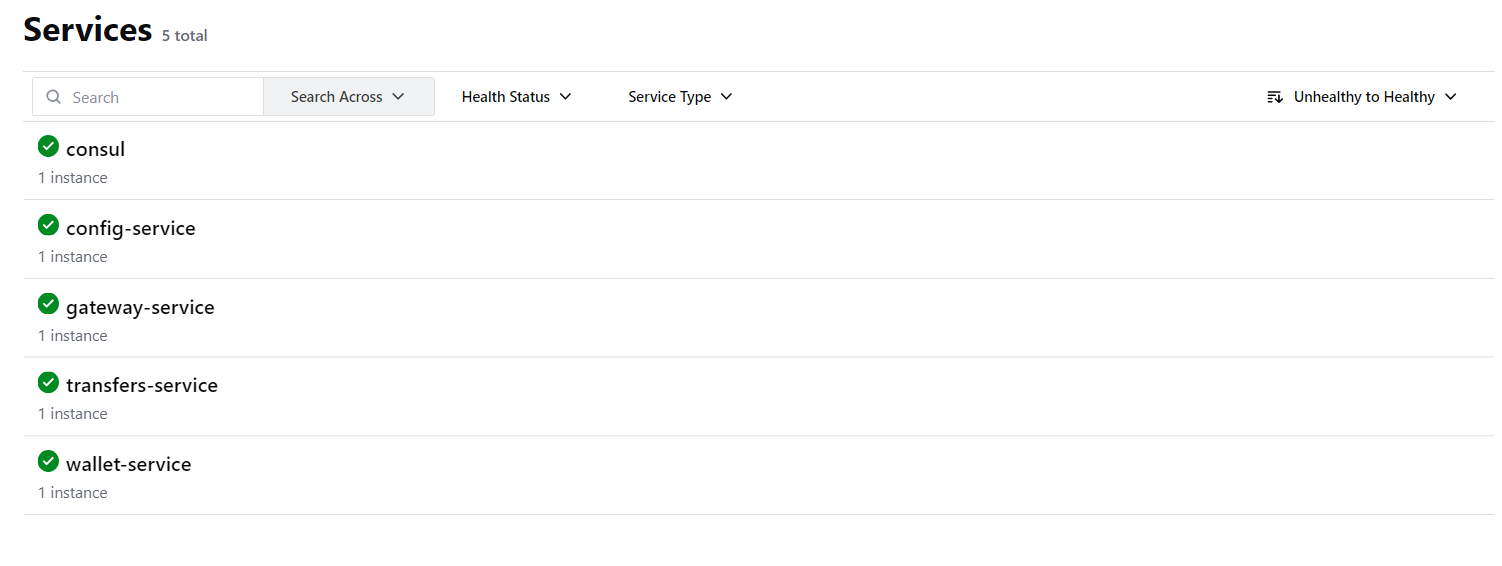 Services 5 total
Search Search Across Health Status Service Type Unhealthy to Healthy
consul
1 instance
config-service
1 instance
gateway-service
1 instance
transfers-service
1 instance
wallet-service
1 instance